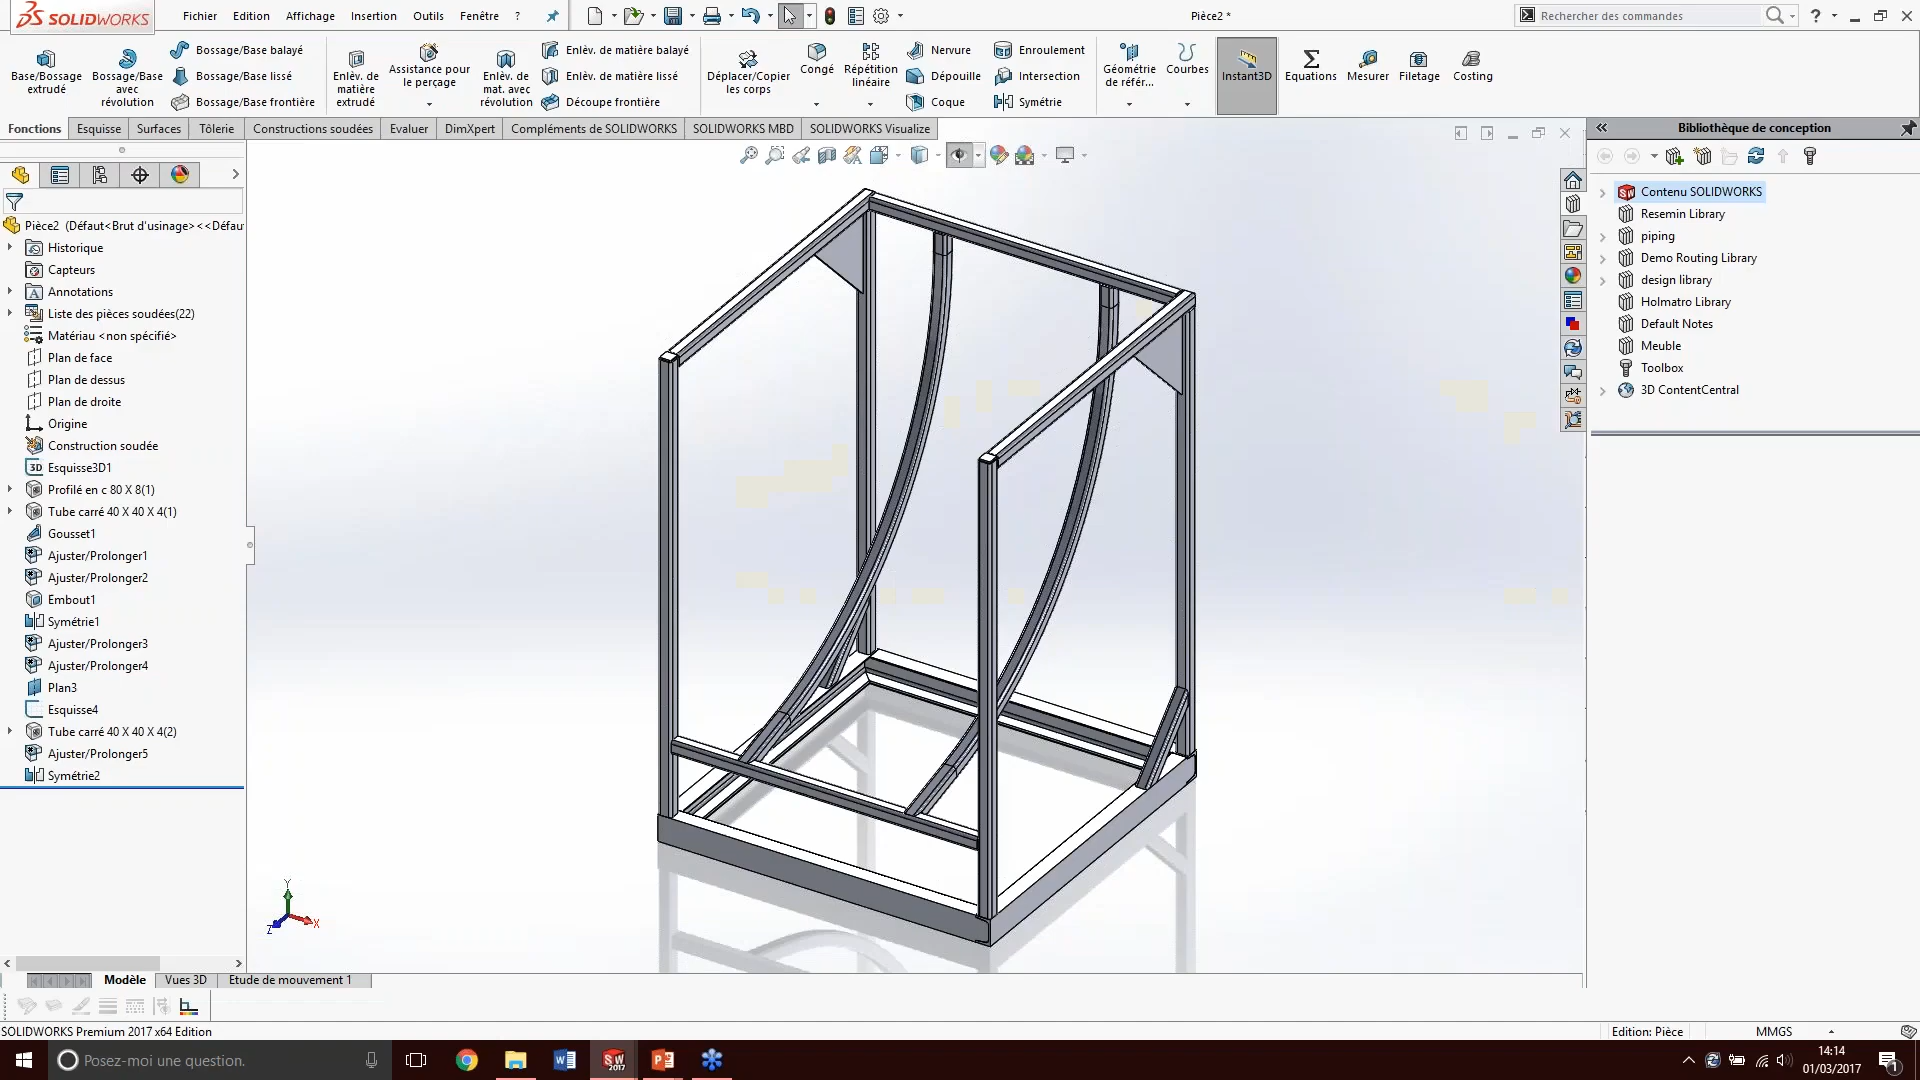 SOLIDWORKS
Fichier Edition Affichage Insertion Outils Fenêtre ?
Pièce2 *
Rechercher des commandes
Base/Bossage extrudé
Bossage/Base avec révolution
Bossage/Base balayé
Bossage/Base lissé
Bossage/Base frontière
Enlèv. de matière extrudé
Assistance pour le perçage
Enlèv. de mat. avec révolution
Enlèv. de matière balayé
Enlèv. de matière lissé
Découpe frontière
Déplacer/Copier les corps
Congé
Répétition linéaire
Nervure
Dépouille
Coque
Enroulement
Intersection
Symétrie
Géométrie de référ...
Courbes
Instant3D
Equations
Mesurer
Filetage
Costing
Fonctions Esquisse Surfaces Tôlerie Constructions soudées Evaluer DimXpert Compléments de SOLIDWORKS SOLIDWORKS MBD SOLIDWORKS Visualize
Pièce2 (Défaut<Brut d'usinage><<Défau
Historique
Capteurs
Annotations
Liste des pièces soudées(22)
Matériau <non spécifié>
Plan de face
Plan de dessus
Plan de droite
Origine
Construction soudée
3D Esquisse3D1
Profilé en c 80 X 8(1)
Tube carré 40 X 40 X 4(1)
Gousset1
Ajuster/Prolonger1
Ajuster/Prolonger2
Embout1
Symétrie1
Ajuster/Prolonger3
Ajuster/Prolonger4
Plan3
Esquisse4
Tube carré 40 X 40 X 4(2)
Ajuster/Prolonger5
Symétrie2
Y
X
Z
Bibliothèque de conception
Contenu SOLIDWORKS
Resemin Library
piping
Demo Routing Library
design library
Holmatro Library
Default Notes
Meuble
Toolbox
3D ContentCentral
Modèle Vues 3D Etude de mouvement 1
SOLIDWORKS Premium 2017 x64 Edition
Edition: Pièce
MMGS
Posez-moi une question.
14:14
01/03/2017